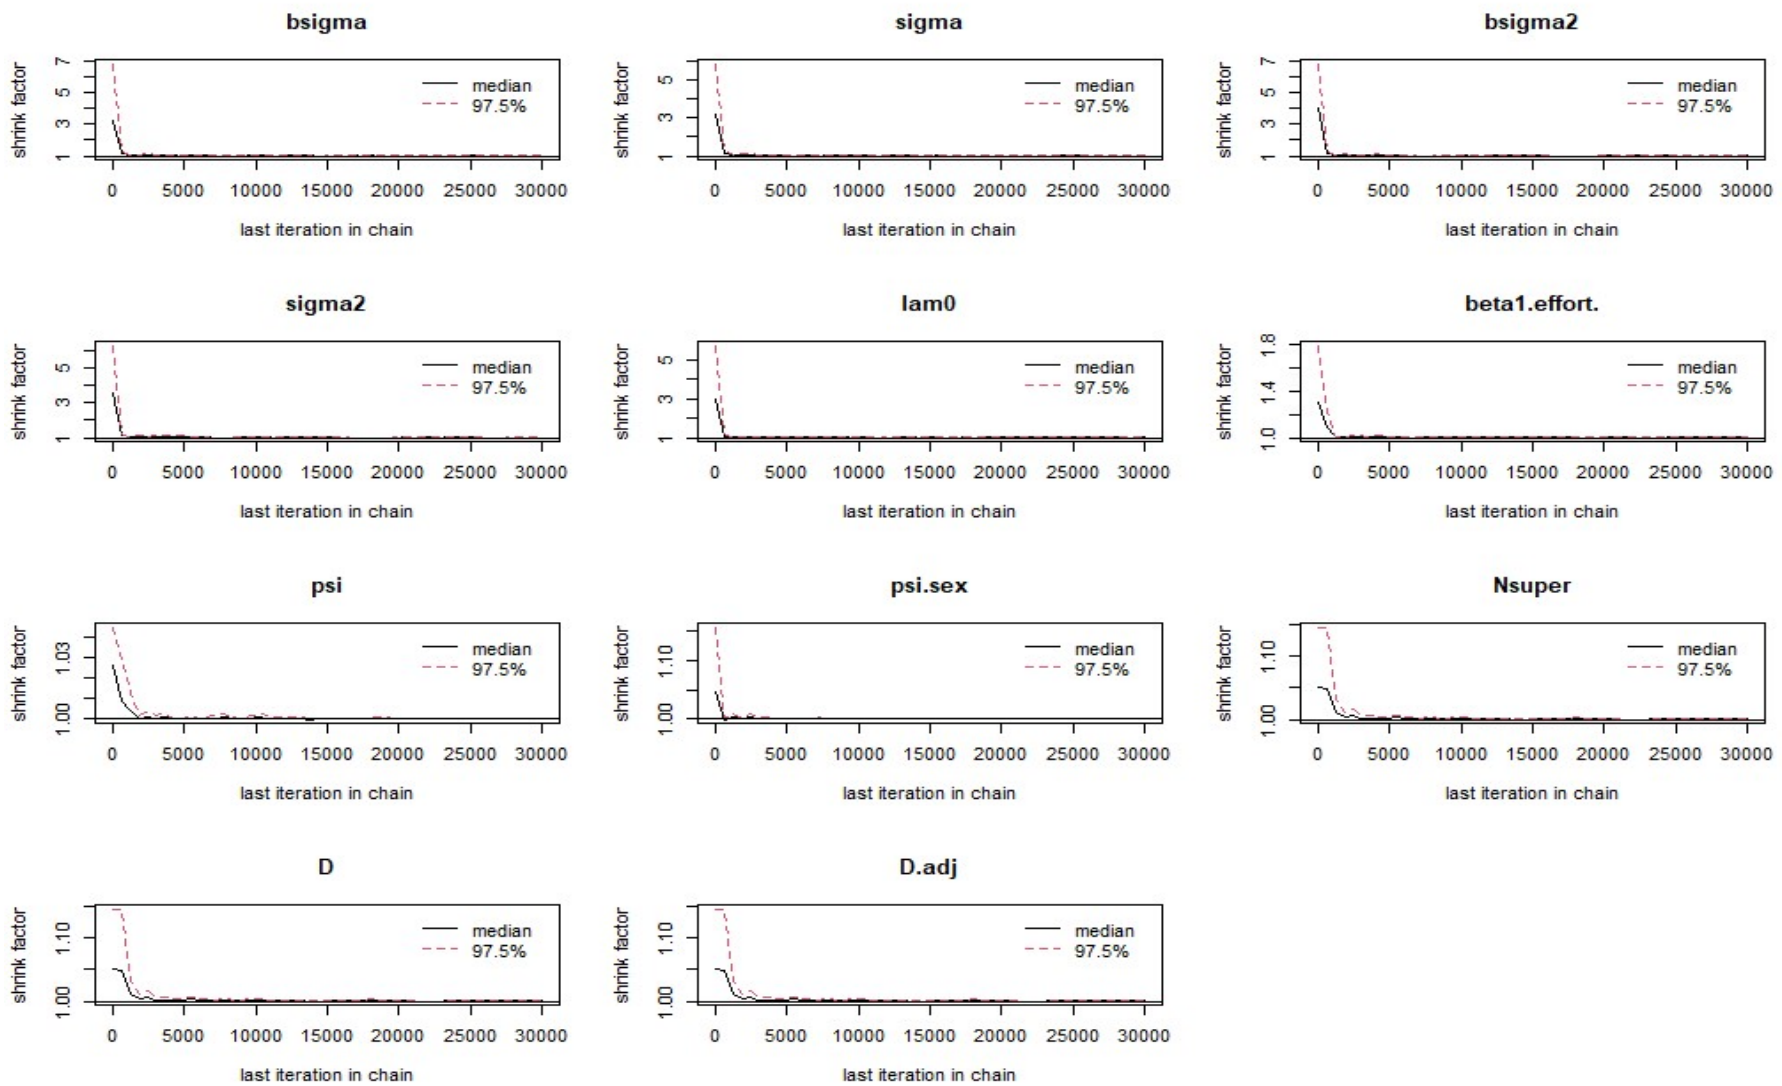 bsigma
shrink factor
7
5
3
1
median
97.5%
0 5000 10000 15000 20000 25000 30000
last iteration in chain
sigma
shrink factor
5
3
1
median
97.5%
0 5000 10000 15000 20000 25000 30000
last iteration in chain
bsigma2
shrink factor
7
5
3
1
median
97.5%
0 5000 10000 15000 20000 25000 30000
last iteration in chain
sigma2
shrink factor
5
3
1
median
97.5%
0 5000 10000 15000 20000 25000 30000
last iteration in chain
lam0
shrink factor
5
3
1
median
97.5%
0 5000 10000 15000 20000 25000 30000
last iteration in chain
beta1.effort.
shrink factor
1.8
1.4
1.0
median
97.5%
0 5000 10000 15000 20000 25000 30000
last iteration in chain
psi
shrink factor
1.03
1.00
median
97.5%
0 5000 10000 15000 20000 25000 30000
last iteration in chain
psi.sex
shrink factor
1.10
1.00
median
97.5%
0 5000 10000 15000 20000 25000 30000
last iteration in chain
Nsuper
shrink factor
1.10
1.00
median
97.5%
0 5000 10000 15000 20000 25000 30000
last iteration in chain
D
shrink factor
1.10
1.00
median
97.5%
0 5000 10000 15000 20000 25000 30000
last iteration in chain
D.adj
shrink factor
1.10
1.00
median
97.5%
0 5000 10000 15000 20000 25000 30000
last iteration in chain